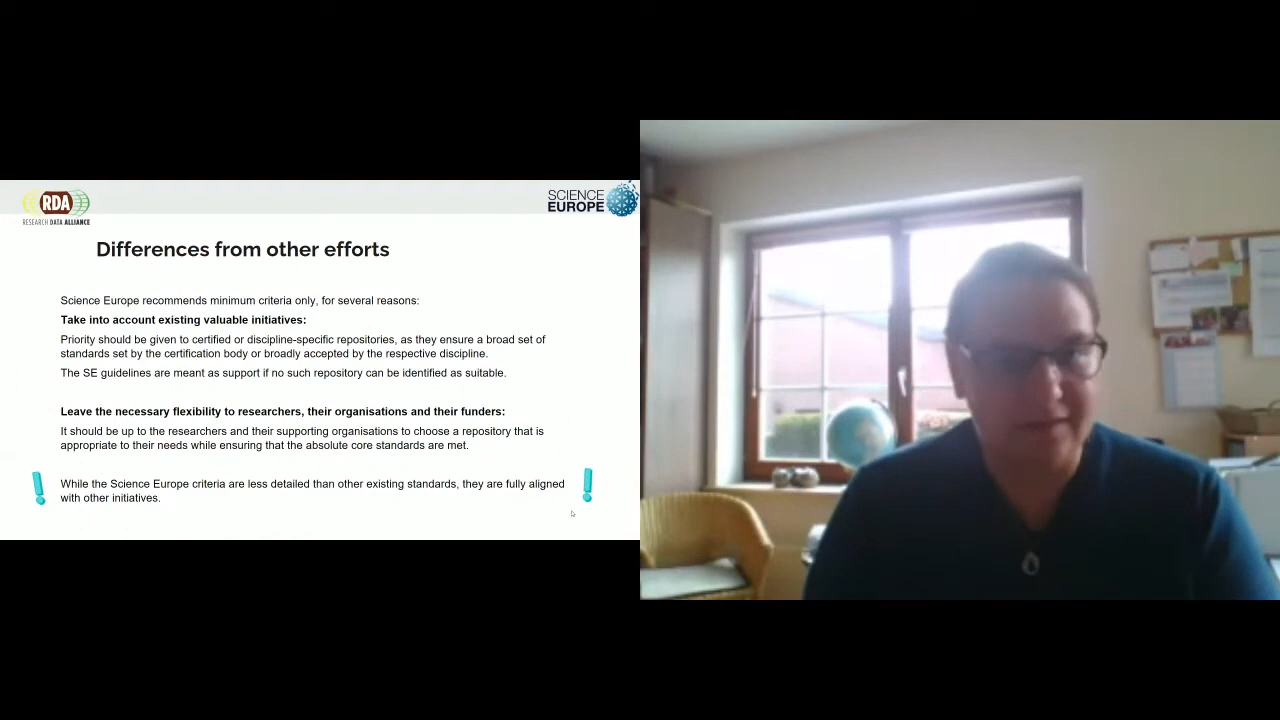 RDA
RESEARCH DATA ALLIANCE
SCIENCE
EUROPE
Differences from other efforts
Science Europe recommends minimum criteria only, for several reasons:
Take into account existing valuable initiatives:
Priority should be given to certified or discipline-specific repositories, as they ensure a broad set of
standards set by the certification body or broadly accepted by the respective discipline.
The SE guidelines are meant as support if no such repository can be identified as suitable.
Leave the necessary flexibility to researchers, their organisations and their funders:
It should be up to the researchers and their supporting organisations to choose a repository that is
appropriate to their needs while ensuring that the absolute core standards are met.
While the Science Europe criteria are less detailed than other existing standards, they are fully aligned
with other initiatives.